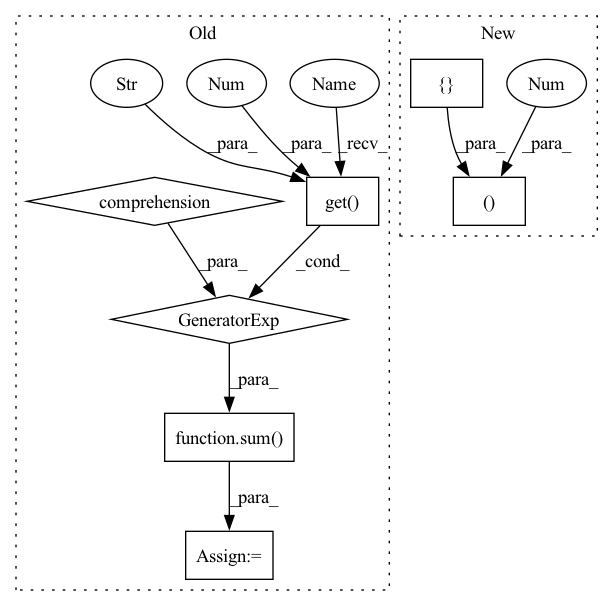 Old
New
Str
Num
Name
{}
Num
_para_
_para_
_recv_
_para_
_para_
comprehension
get()
()
_para_
_cond_
GeneratorExp
_para_
function.sum()
_para_
Assign:=